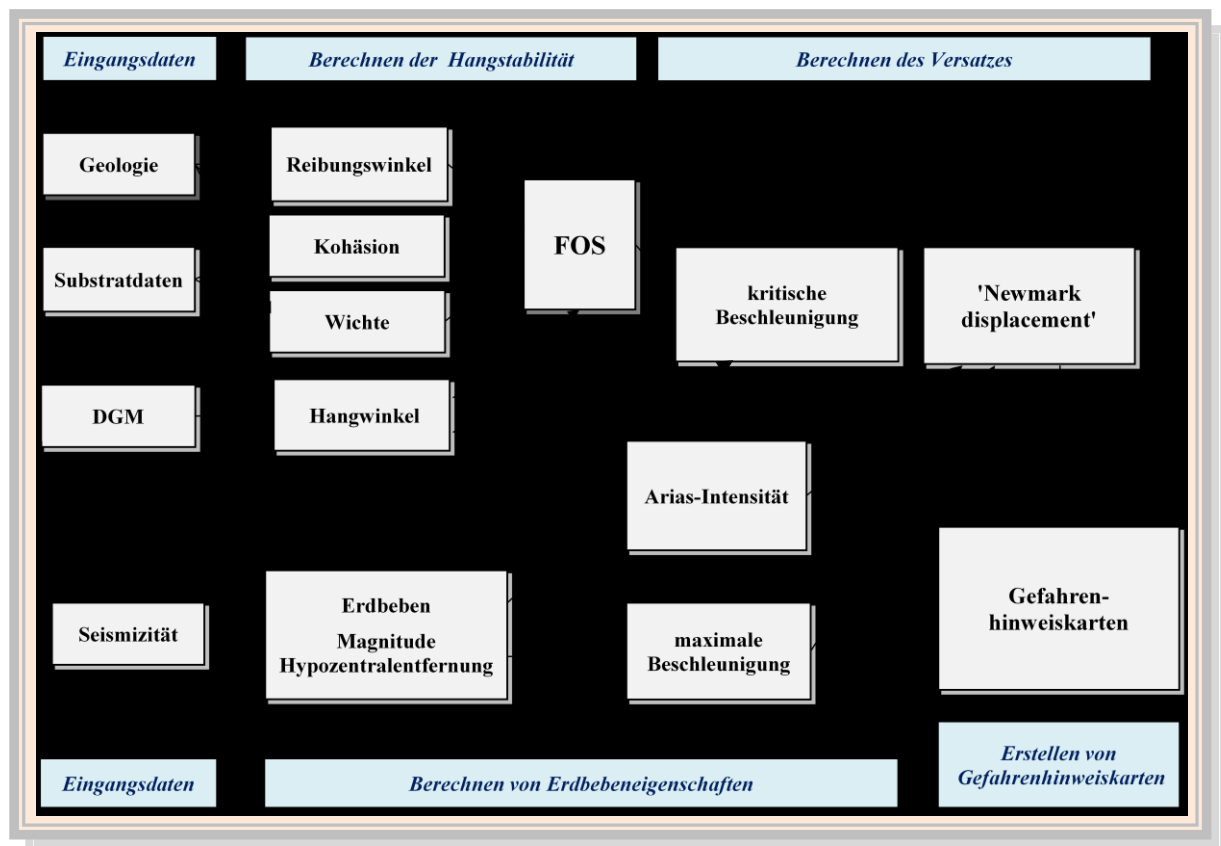 Eingangsdaten
Berechnen der Hangstabilität
Berechnen des Versatzes
Geologie
Reibungswinkel
Kohäsion
FOS
Substratdaten
Wichte
kritische
Beschleunigung
'Newmark
displacement'
DGM
Hangwinkel
Arias-Intensität
Seismizität
Erdbeben
Magnitude
Hypozentralentfernung
maximale
Beschleunigung
Gefahren-
hinweiskarten
Eingangsdaten
Berechnen von Erdbebeneigenschaften
Erstellen von
Gefahrenhinweiskarten